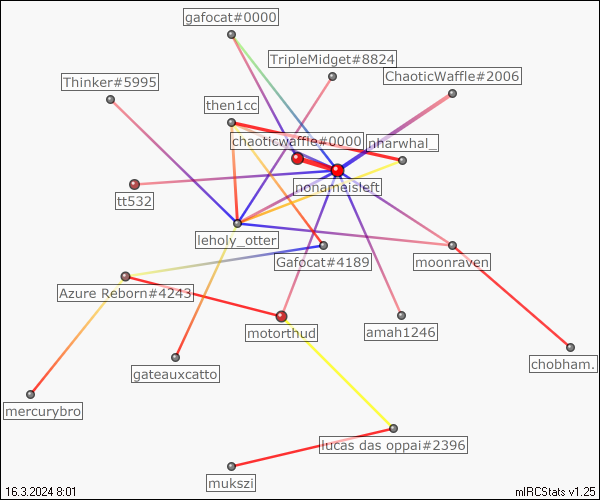 gafocat#0000
TripleMidget#8824
ChaoticWaffle#2006
Thinker#5995
then1cc
chaoticwaffle#0000
nharwhal_
nonameisleft
tt532
leholy_otter
Gafocat#4189
moonraven
Azure Reborn#4243
motorthud
amah1246
chobham.
gateauxcatto
mercurybro
lucas das oppai#2396
mukszi
16.3.2024 8:01
mIRCStats v1.25